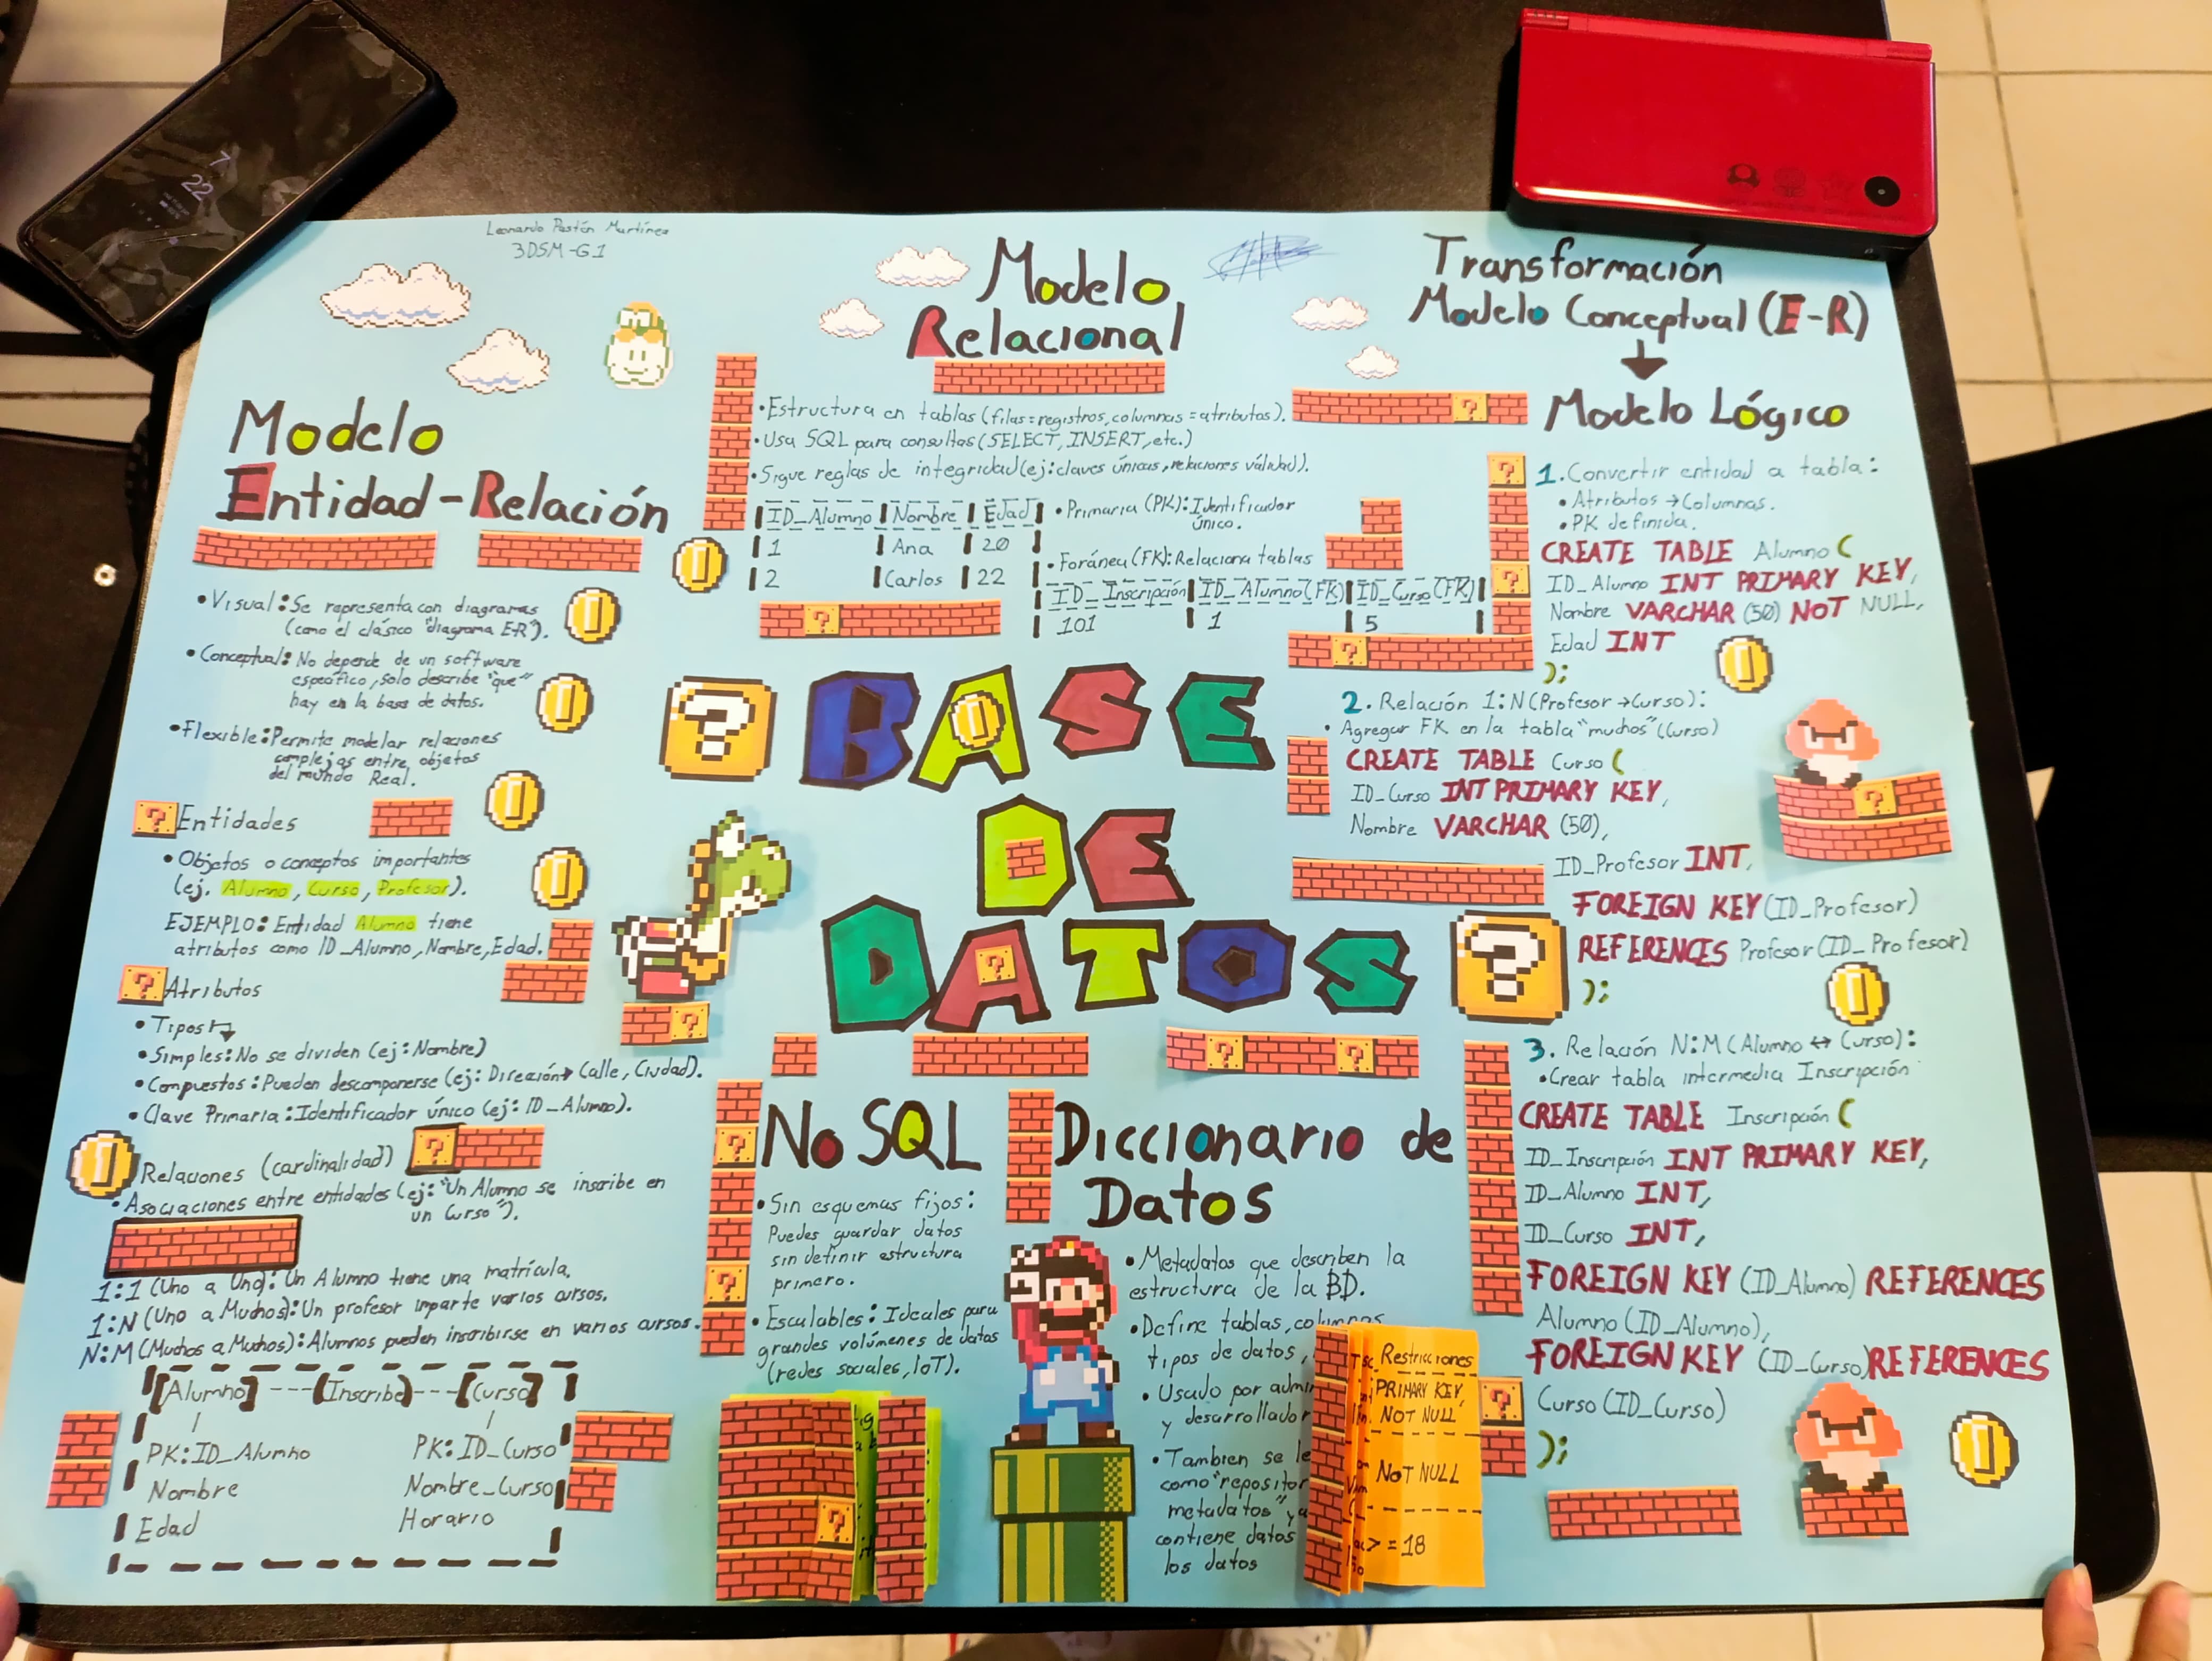 22
7
Leonardo Pastón Martínez
3DSM-G1
Modelo
Entidad-Relación
• Visual: Se representa con diagramas
(como el clásico "diagrama E-R").
• Conceptual: No depende de un software
específico, solo describe "que"
hay en la base de datos.
• Flexible: Permite modelar relaciones
complejas entre objetos
del mundo Real.
? Entidades
• Objetos o conceptos importantes
(ej. Alumno, Curso, Profesor).
EJEMPLO: Entidad Alumno tiene
atributos como ID_Alumno, Nombre, Edad.
? Atributos
• Tipos
• Simples: No se dividen (ej: Nombre)
• Compuestos: Pueden descomponerse (ej: Dirección → Calle, Ciudad).
• Clave Primaria: Identificador único (ej: ID_Alumno).
Relaciones (cardinalidad)
• Asociaciones entre entidades (ej: "Un Alumno se inscribe en
un Curso").
1:1 (Uno a Uno): Un Alumno tiene una matrícula.
1:N (Uno a Muchos): Un profesor imparte varios cursos.
N:M (Muchos a Muchos): Alumnos pueden inscribirse en varios cursos.
[Alumno] --- (Inscribe) --- [Curso]
PK: ID_Alumno PK: ID_Curso
Nombre Nombre_Curso
Edad Horario
Modelo
Relacional
• Estructura en tablas (filas = registros, columnas = atributos).
• Usa SQL para consultas (SELECT, INSERT, etc.)
• Sigue reglas de integridad (ej: claves únicas, relaciones válidad).
| ID_Alumno | Nombre | Edad |
| 1 | Ana | 20 |
| 2 | Carlos | 22 |
• Primaria (PK): Identificador
único.
• Foránea (FK): Relaciona tablas
| ID_Inscripción | ID_Alumno (FK) | ID_Curso (FK) |
| 101 | 1 | 5 |
? BASE
DE
DATOS ?
No SQL
• Sin esquemas fijos:
Puedes guardar datos
sin definir estructura
primero.
• Escalables: Ideales para
grandes volúmenes de datos
(redes sociales, IoT).
Diccionario de
Datos
• Metadatos que describen la
estructura de la BD.
• Define tablas, columnas
tipos de datos,
• Usado por admin
y desarrollador
• Tambien se le
como "repositor
metadatos" ya
contiene datos
los datos
Restricciones
PRIMARY KEY,
NOT NULL
NOT NULL
> = 18
Transformación
Modelo Conceptual (E-R)
Modelo Lógico
1. Convertir entidad a tabla:
• Atributos → Columnas.
• PK definida.
CREATE TABLE Alumno (
ID_Alumno INT PRIMARY KEY,
Nombre VARCHAR (50) NOT NULL,
Edad INT
);
2. Relación 1:N (Profesor → Curso):
• Agregar FK en la tabla "muchos" (Curso)
CREATE TABLE Curso (
ID_Curso INT PRIMARY KEY,
Nombre VARCHAR (50),
ID_Profesor INT,
FOREIGN KEY (ID_Profesor)
REFERENCES Profesor (ID_Profesor)
);
3. Relación N:M (Alumno ↔ Curso):
• Crear tabla intermedia Inscripción
CREATE TABLE Inscripción (
ID_Inscripción INT PRIMARY KEY,
ID_Alumno INT,
ID_Curso INT,
FOREIGN KEY (ID_Alumno) REFERENCES
Alumno (ID_Alumno),
FOREIGN KEY (ID_Curso) REFERENCES
Curso (ID_Curso)
);